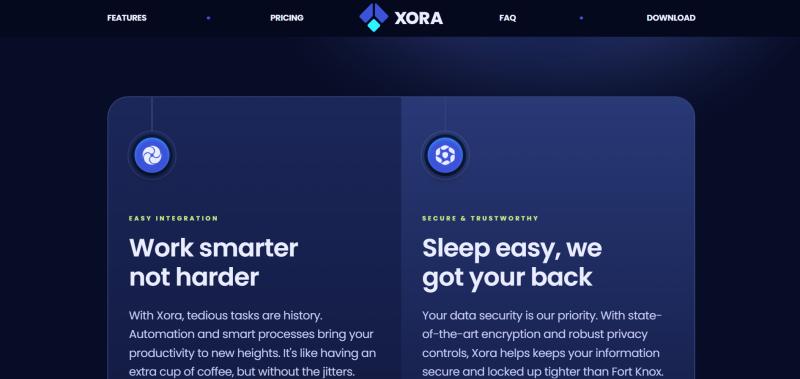 FEATURES
PRICING
XORA
FAQ
DOWNLOAD
EASY INTEGRATION
Work smarter
not harder
With Xora, tedious tasks are history.
Automation and smart processes bring your
productivity to new heights. It's like having an
extra cup of coffee, but without the jitters.
SECURE & TRUSTWORTHY
Sleep easy, we
got your back
Your data security is our priority. With state-
of-the-art encryption and robust privacy
controls, Xora helps keeps your information
secure and locked up tighter than Fort Knox.